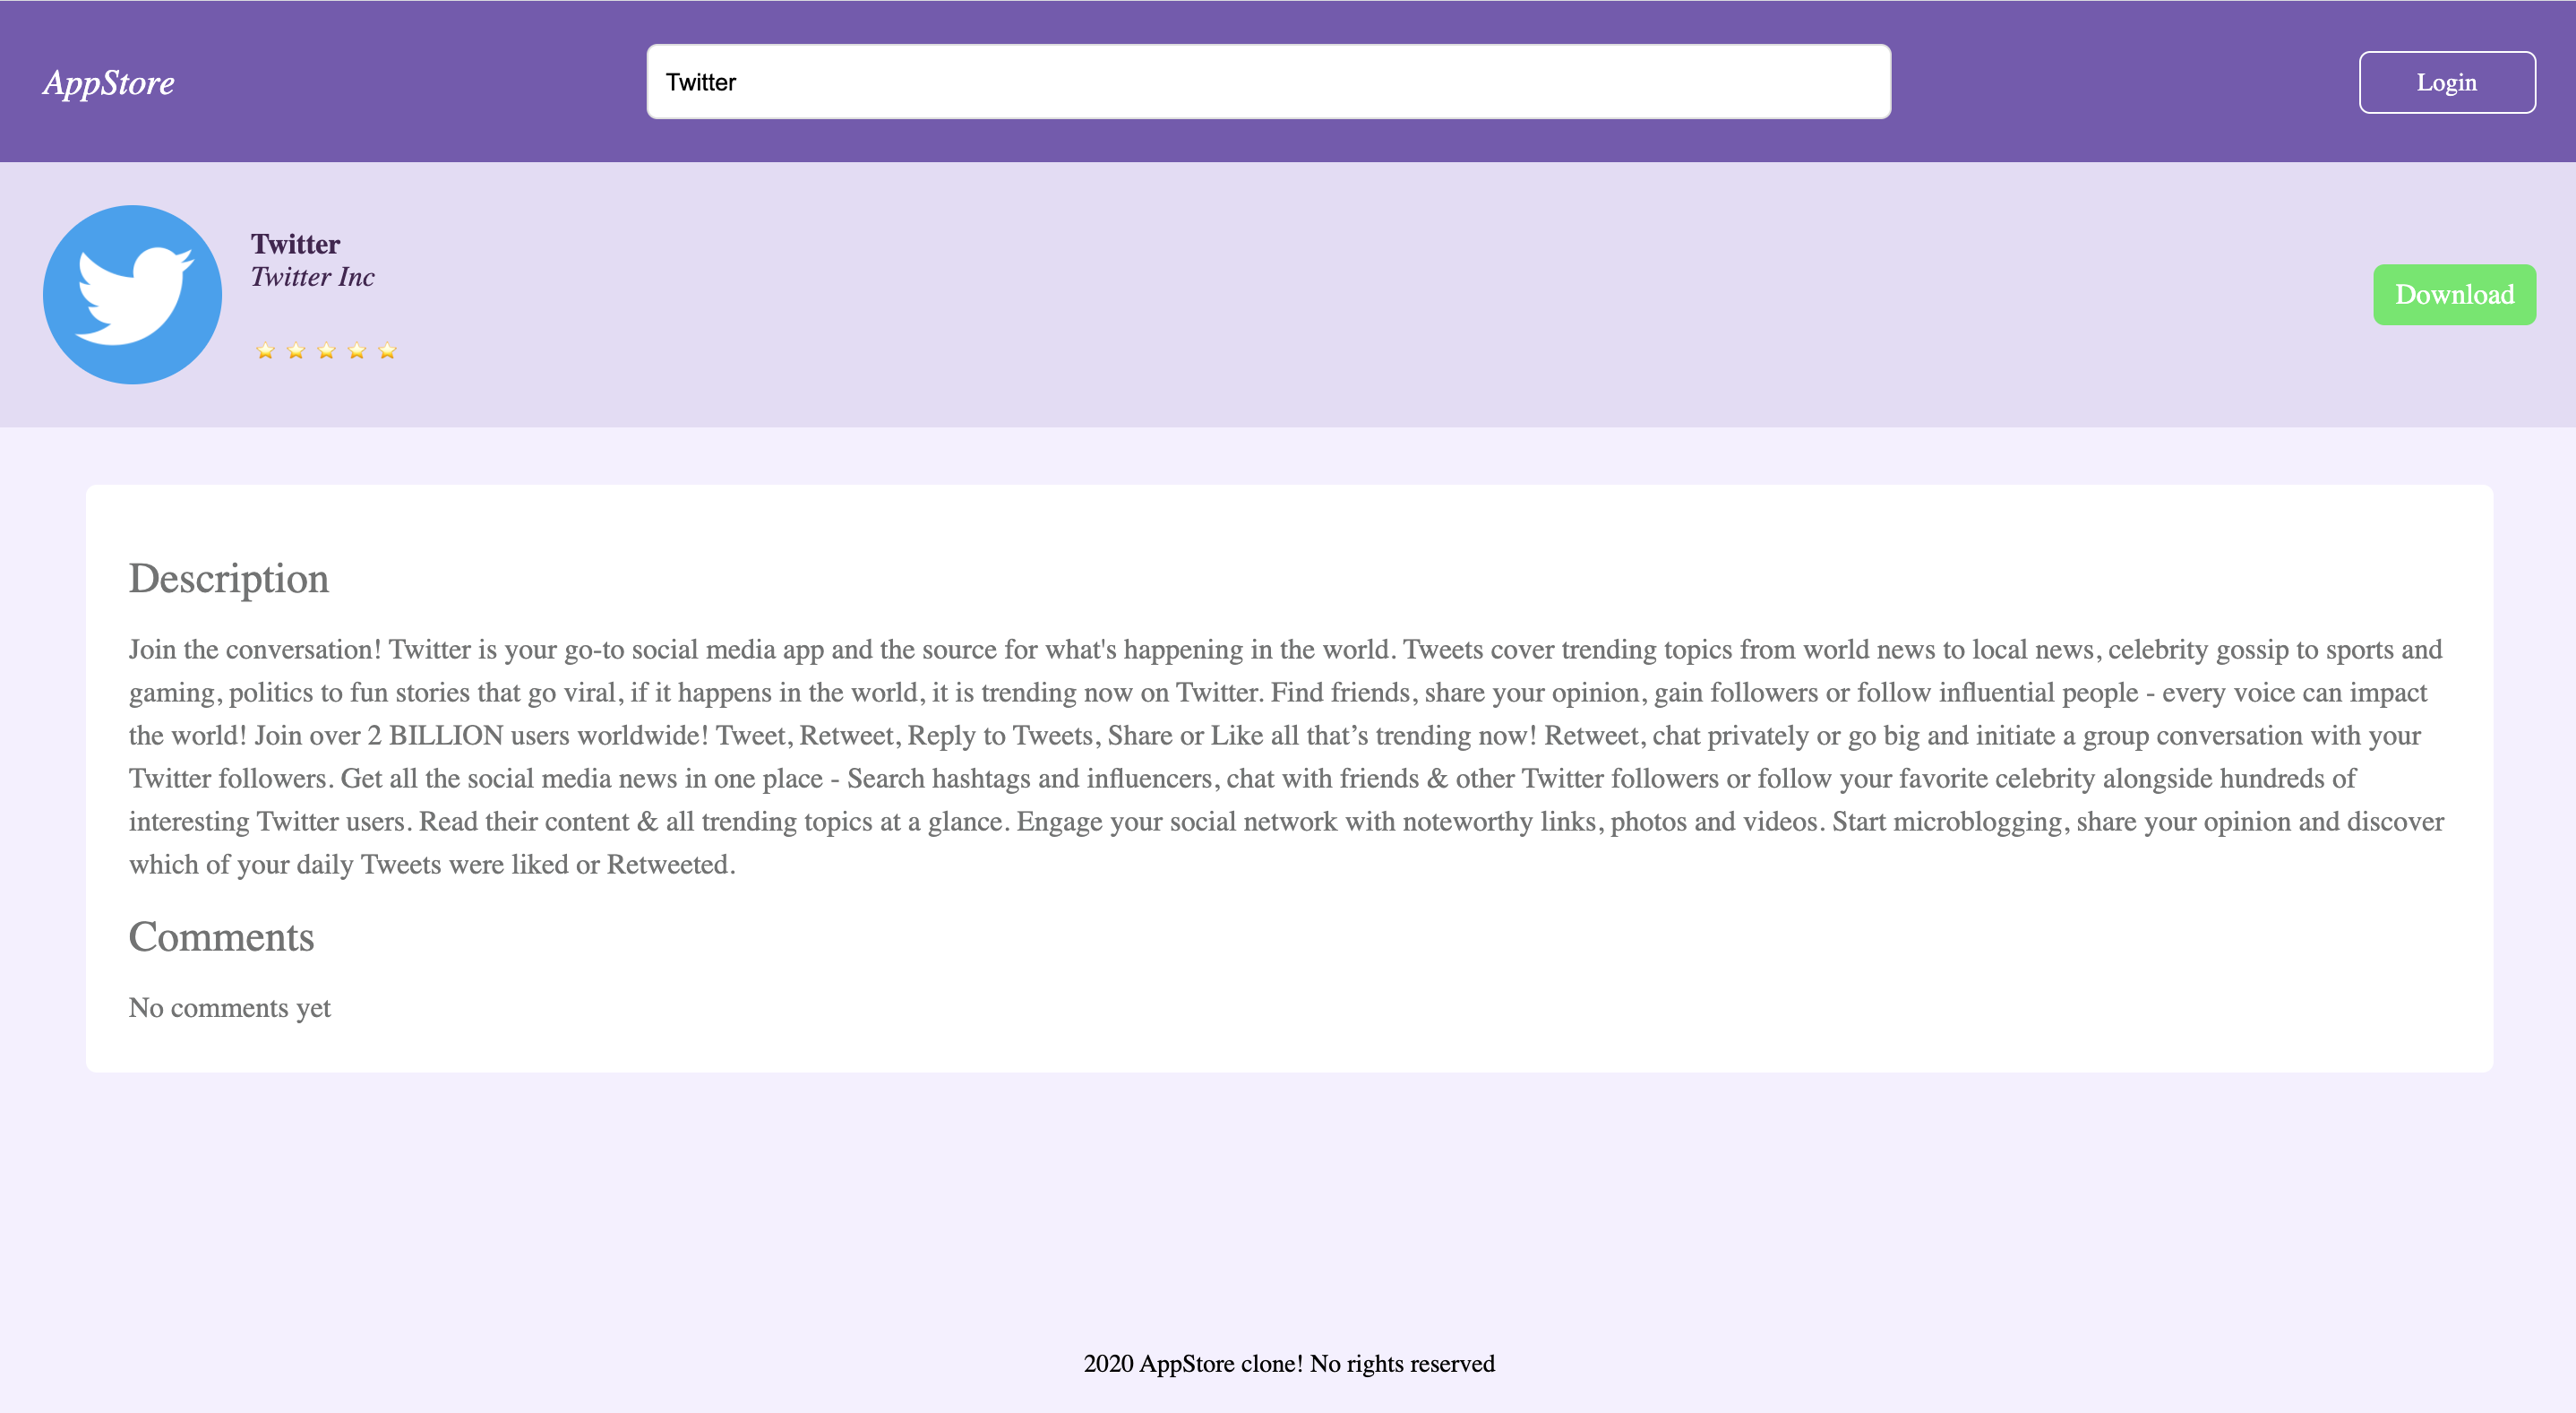 AppStore
Twitter
Login
Twitter
Twitter Inc
Download
Description
Join the conversation! Twitter is your go-to social media app and the source for what's happening in the world. Tweets cover trending topics from world news to local news, celebrity gossip to sports and
gaming, politics to fun stories that go viral, if it happens in the world, it is trending now on Twitter. Find friends, share your opinion, gain followers or follow influential people - every voice can impact
the world! Join over 2 BILLION users worldwide! Tweet, Retweet, Reply to Tweets, Share or Like all that’s trending now! Retweet, chat privately or go big and initiate a group conversation with your
Twitter followers. Get all the social media news in one place - Search hashtags and influencers, chat with friends & other Twitter followers or follow your favorite celebrity alongside hundreds of
interesting Twitter users. Read their content & all trending topics at a glance. Engage your social network with noteworthy links, photos and videos. Start microblogging, share your opinion and discover
which of your daily Tweets were liked or Retweeted.
Comments
No comments yet
2020 AppStore clone! No rights reserved